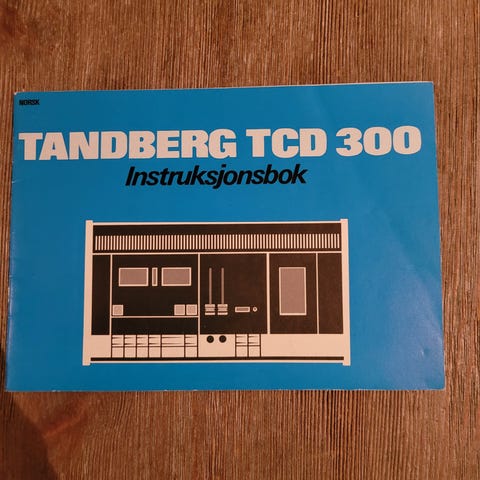 NORSK
TANDBERG TCD 300
Instruksjonsbok